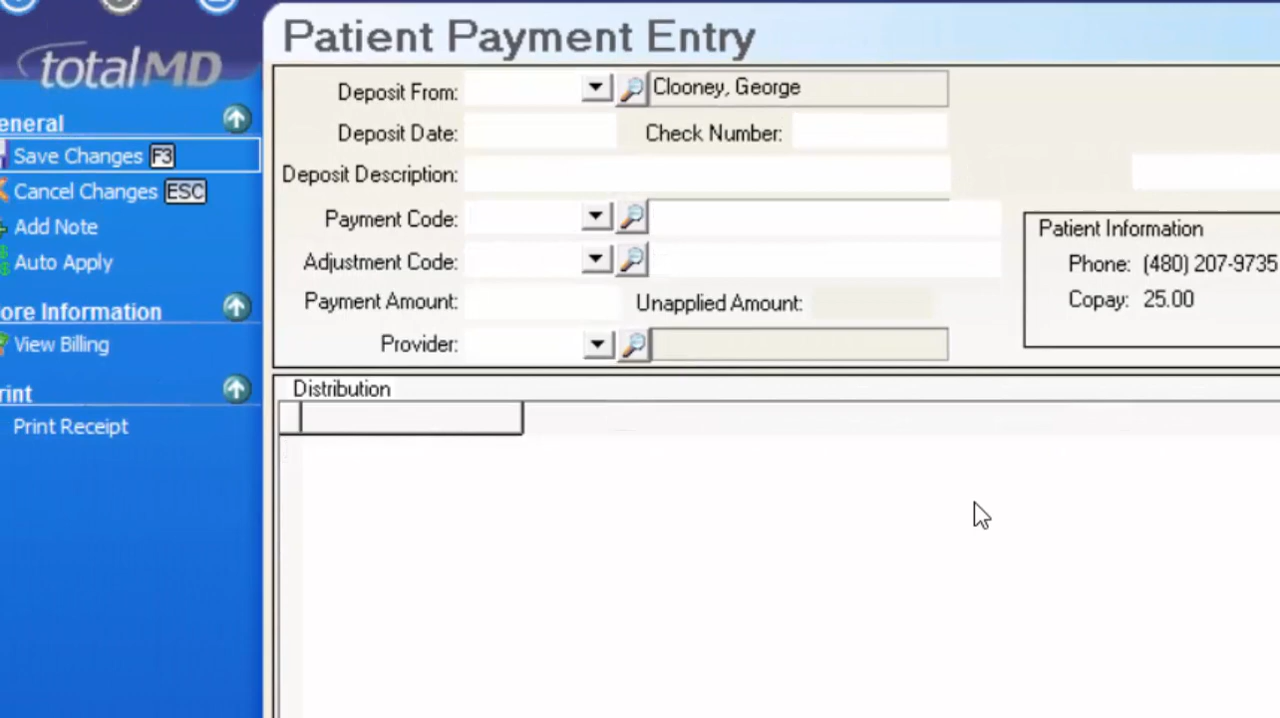 Patient Payment Entry
totalMD
Deposit From: Clooney, George
eneral
Deposit Date: Check Number:
Save Changes F3
Deposit Description:
Cancel Changes ESC
Payment Code:
Add Note
Patient Information
Adjustment Code:
Auto Apply
Phone: (480) 207-9735
Payment Amount: Unapplied Amount:
Copay: 25.00
ore Information
View Billing
Provider:
Distribution
rint
Print Receipt